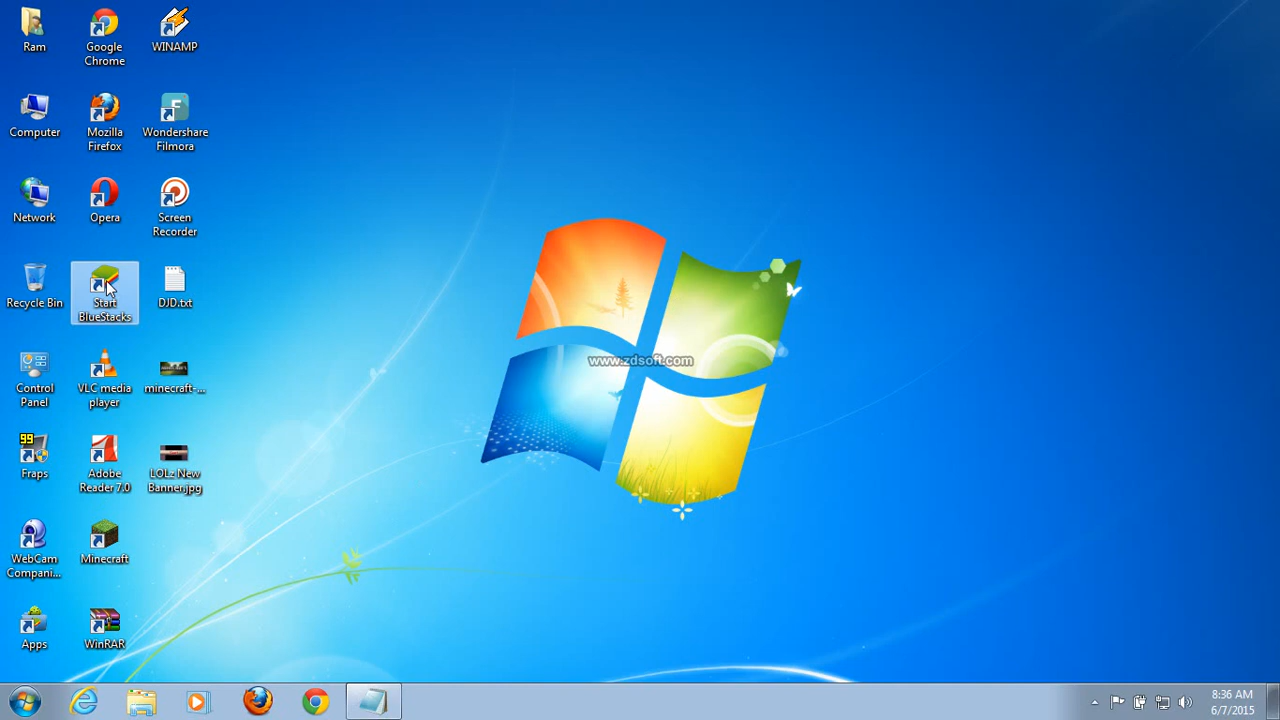 Ram
Google
Chrome
WINAMP
Computer
Mozilla
Firefox
Wondershare
Filmora
Network
Opera
Screen
Recorder
Recycle Bin
Start
BlueStacks
DJD.txt
Control
Panel
VLC media
player
minecraft-...
99
Fraps
Adobe
Reader 7.0
LOLz New
Banner.jpg
WebCam
Compani...
Minecraft
Apps
WinRAR
www.zdsoft.com
8:36 AM
6/7/2015